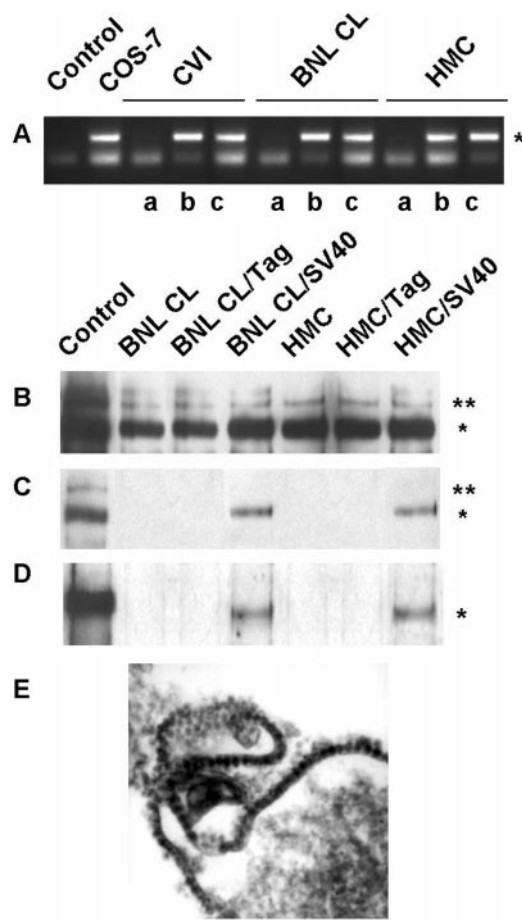 Control
COS-7
CVI
BNL CL
HMC
A
*
a b c a b c a b c
Control
BNL CL
BNL CL/Tag
BNL CL/SV40
HMC
HMC/Tag
HMC/SV40
B
**
*
C
**
*
D
*
E